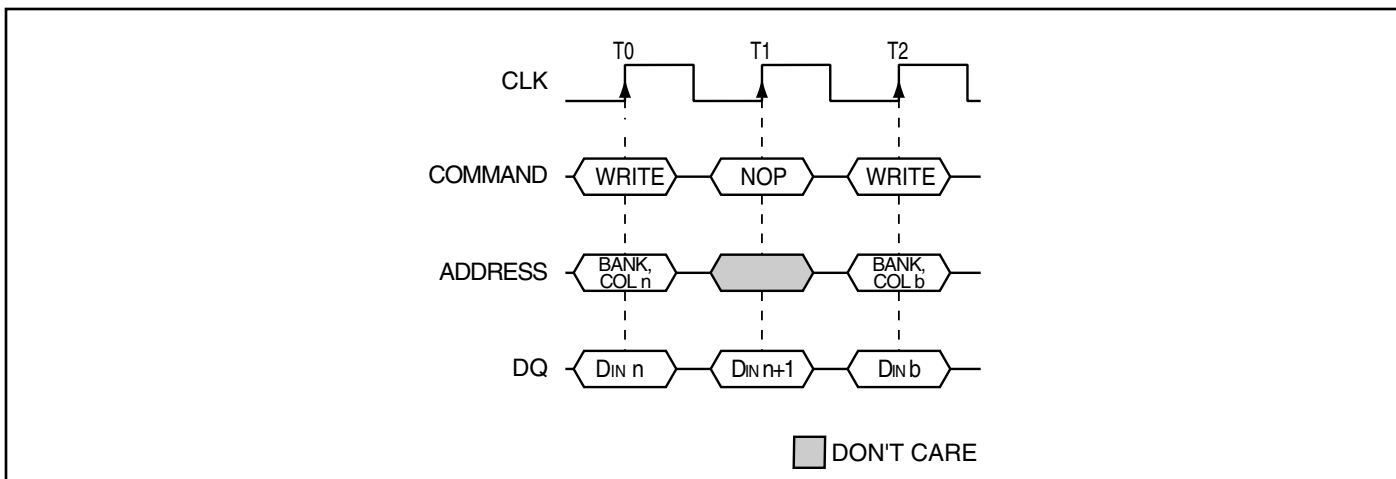 T0 T1 T2
CLK
COMMAND WRITE NOP WRITE
ADDRESS BANK, COL n BANK, COL b
DQ DIN n DIN n+1 DIN b
DON'T CARE